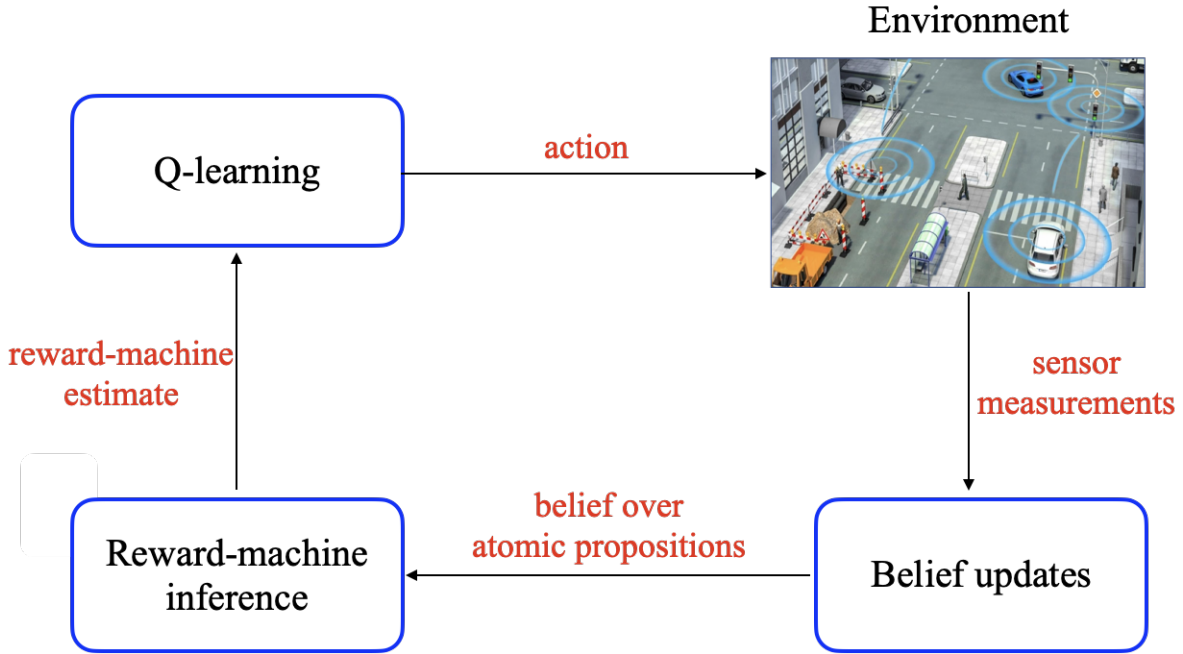 Environment
Q-learning
action
reward-machine
estimate
sensor
measurements
belief over
atomic propositions
Reward-machine
inference
Belief updates